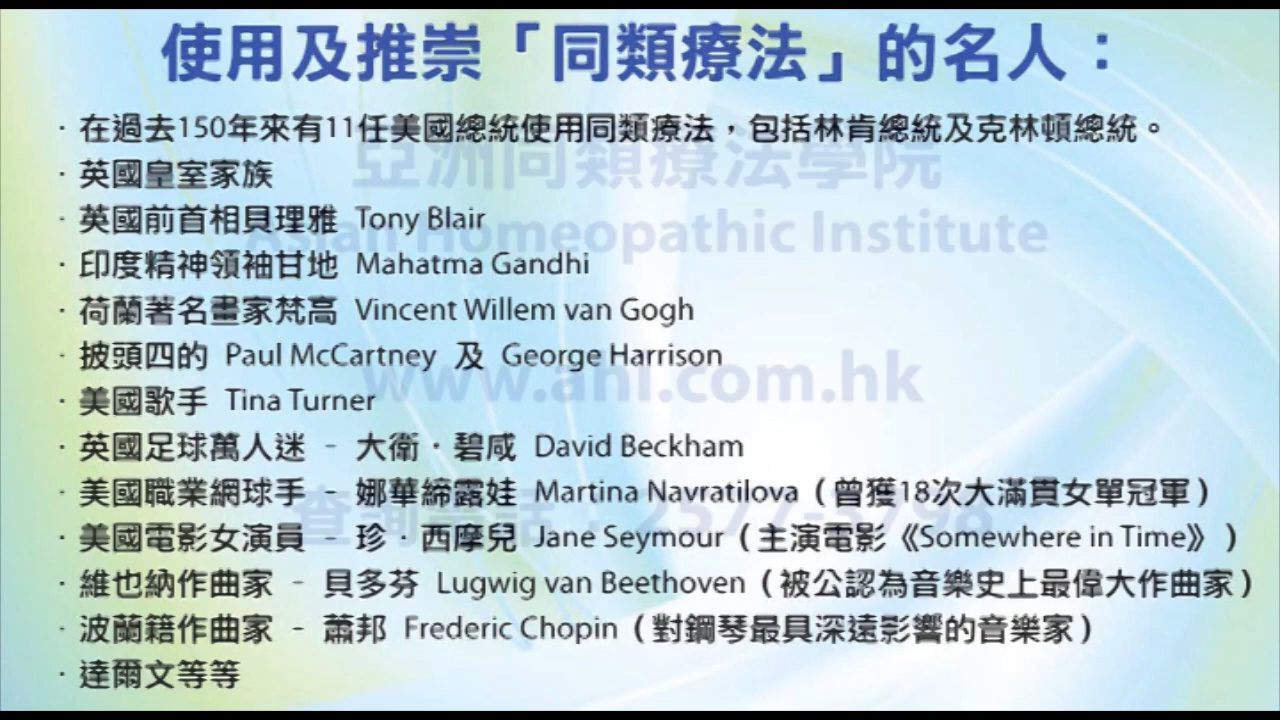 使用及推崇「同類療法」的名人：
· 在過去150年來有11任美國總統使用同類療法，包括林肯總統及克林頓總統。
亞洲同類療法學院
· 英國皇室家族
· 英國前首相貝理雅 Tony Blair
Asian Homeopathic Institute
· 印度精神領袖甘地 Mahatma Gandhi
· 荷蘭著名畫家梵高 Vincent Willem van Gogh
· 披頭四的 Paul McCartney 及 George Harrison
www.ahi.com.hk
· 美國歌手 Tina Turner
· 英國足球萬人迷 - 大衛·碧咸 David Beckham
· 美國職業網球手 - 娜華締露娃 Martina Navratilova（曾獲18次大滿貫女單冠軍）
· 美國電影女演員 - 珍·西摩兒 Jane Seymour（主演電影《Somewhere in Time》）
· 維也納作曲家 - 貝多芬 Lugwig van Beethoven（被公認為音樂史上最偉大作曲家）
· 波蘭籍作曲家 - 蕭邦 Frederic Chopin（對鋼琴最具深遠影響的音樂家）
· 達爾文等等